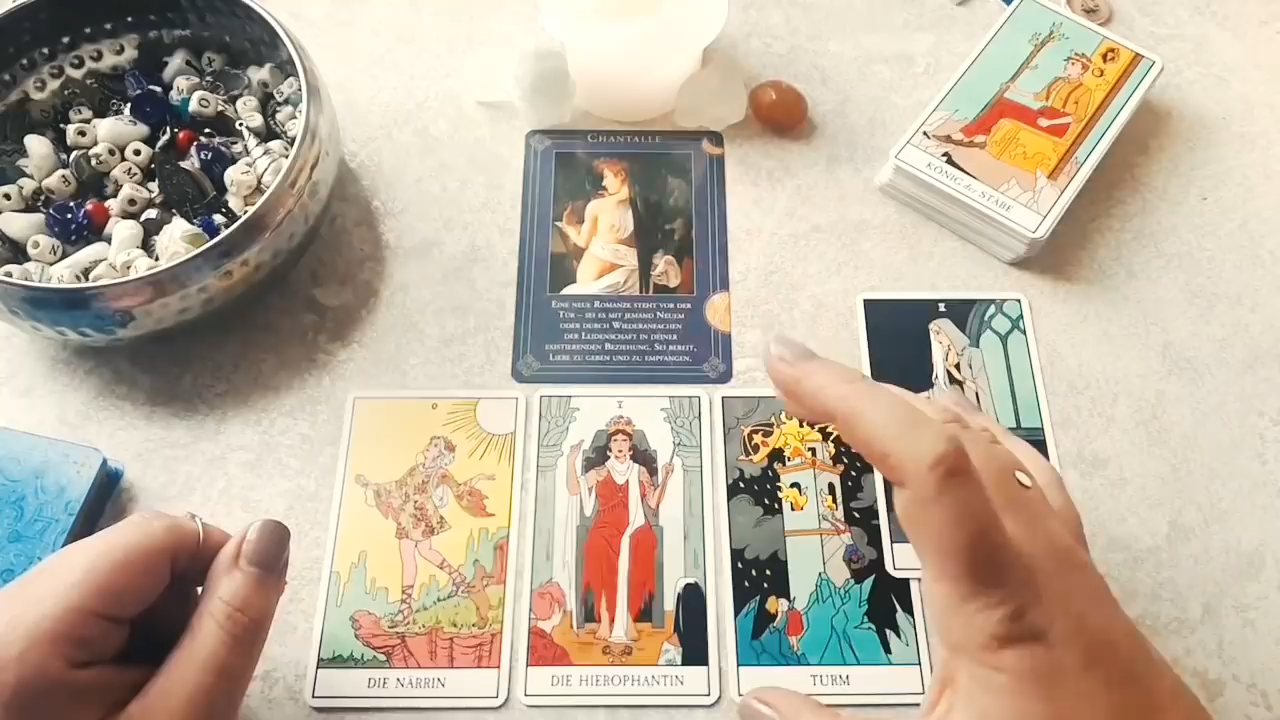 CHANTALLE
EINE NEUE ROMANZE STEHT VOR DER
TÜR – SEI ES MIT JEMAND NEUEM
ODER DURCH WIEDERANFACHEN
DER LEIDENSCHAFT IN DEINER
EXISTIERENDEN BEZIEHUNG. SEI BEREIT,
LIEBE ZU GEBEN UND ZU EMPFANGEN.
KÖNIG der STÄBE
0
DIE NÄRRIN
V
DIE HIEROPHANTIN
TURM